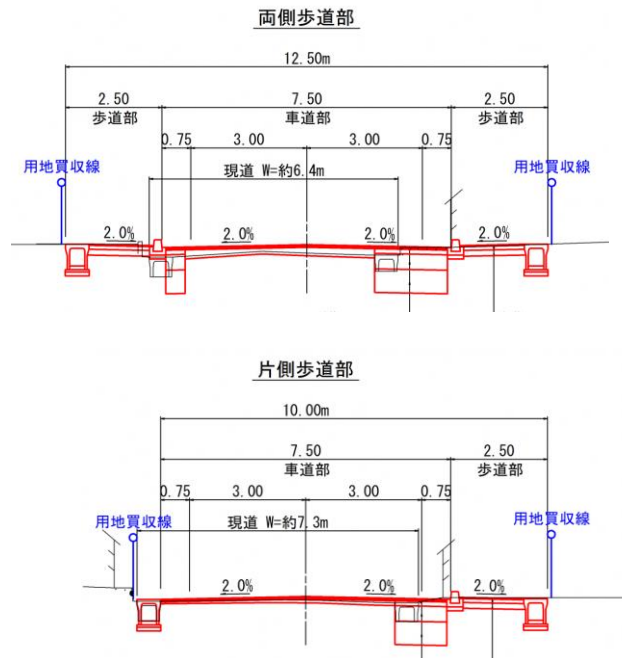 両側歩道部
12.50m
2.50 7.50 2.50
歩道部 車道部 歩道部
0.75 3.00 3.00 0.75
用地買収線 現道 W=約6.4m 用地買収線
2.0% 2.0% 2.0% 2.0%
片側歩道部
10.00m
7.50 2.50
車道部 歩道部
0.75 3.00 3.00 0.75
用地買収線 現道 W=約7.3m 用地買収線
2.0% 2.0% 2.0%